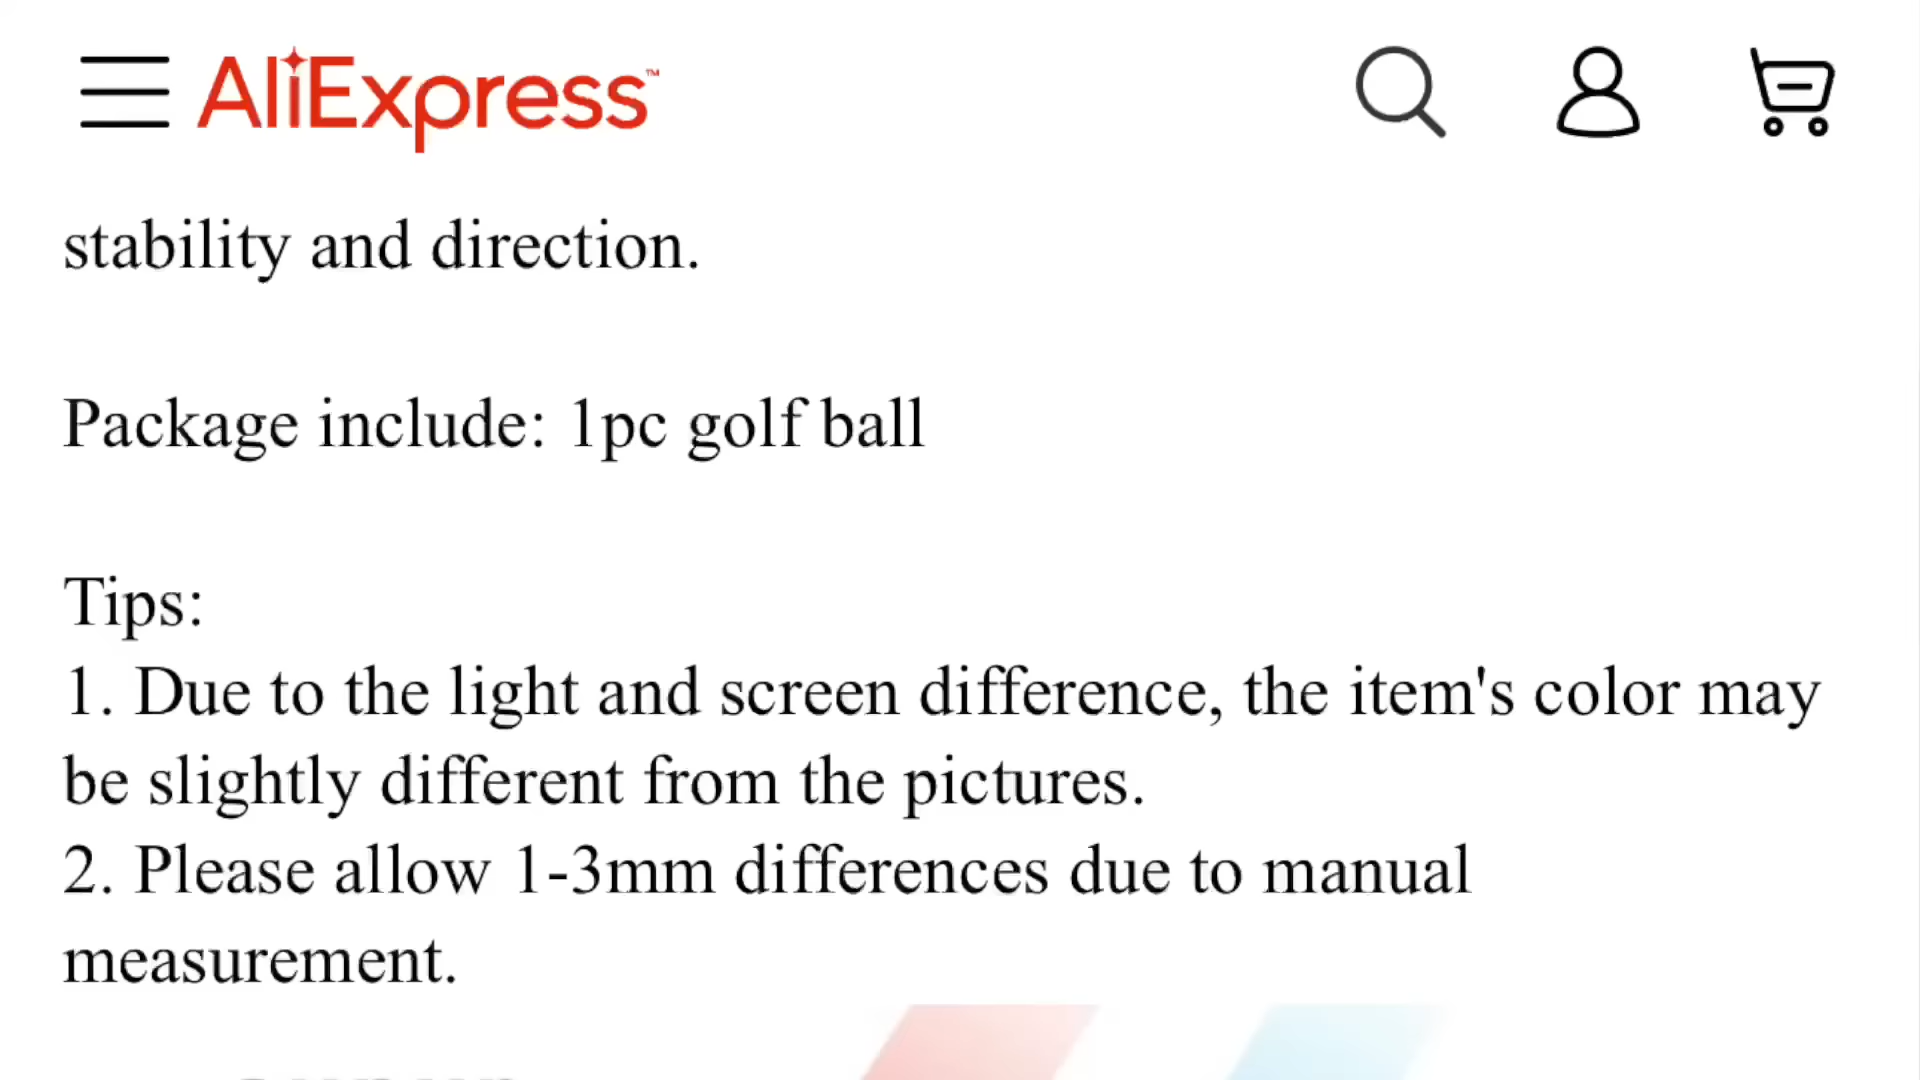 AliExpress™
stability and direction.
Package include: 1pc golf ball
Tips:
1. Due to the light and screen difference, the item's color may
be slightly different from the pictures.
2. Please allow 1-3mm differences due to manual
measurement.